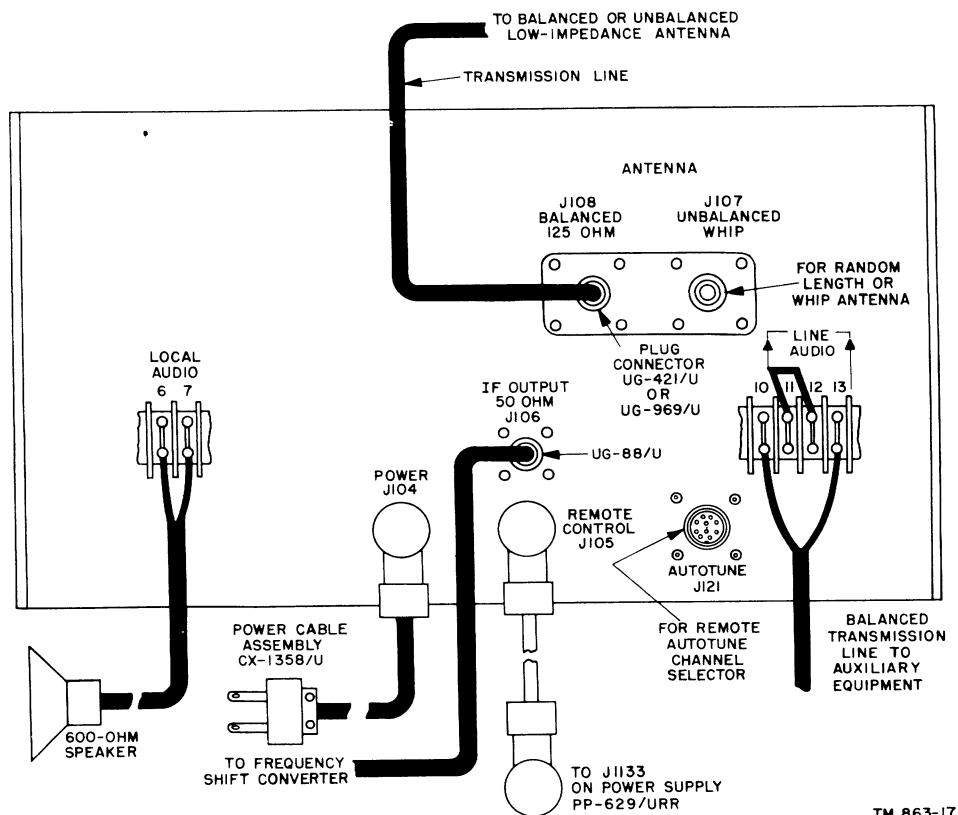 TO BALANCED OR UNBALANCED
LOW-IMPEDANCE ANTENNA
TRANSMISSION LINE
ANTENNA
J108
BALANCED
125 OHM
J107
UNBALANCED
WHIP
FOR RANDOM
LENGTH OR
WHIP ANTENNA
PLUG
CONNECTOR
UG-421/U
OR
UG-969/U
LINE
AUDIO
10 11 12 13
LOCAL
AUDIO
6 7
IF OUTPUT
50 OHM
J106
UG-88/U
POWER
J104
REMOTE
CONTROL
J105
AUTOTUNE
J121
POWER CABLE
ASSEMBLY
CX-1358/U
FOR REMOTE
AUTOTUNE
CHANNEL
SELECTOR
BALANCED
TRANSMISSION
LINE TO
AUXILIARY
EQUIPMENT
600-OHM
SPEAKER
TO FREQUENCY
SHIFT CONVERTER
TO J1133
ON POWER SUPPLY
PP-629/URR
TM 863-17